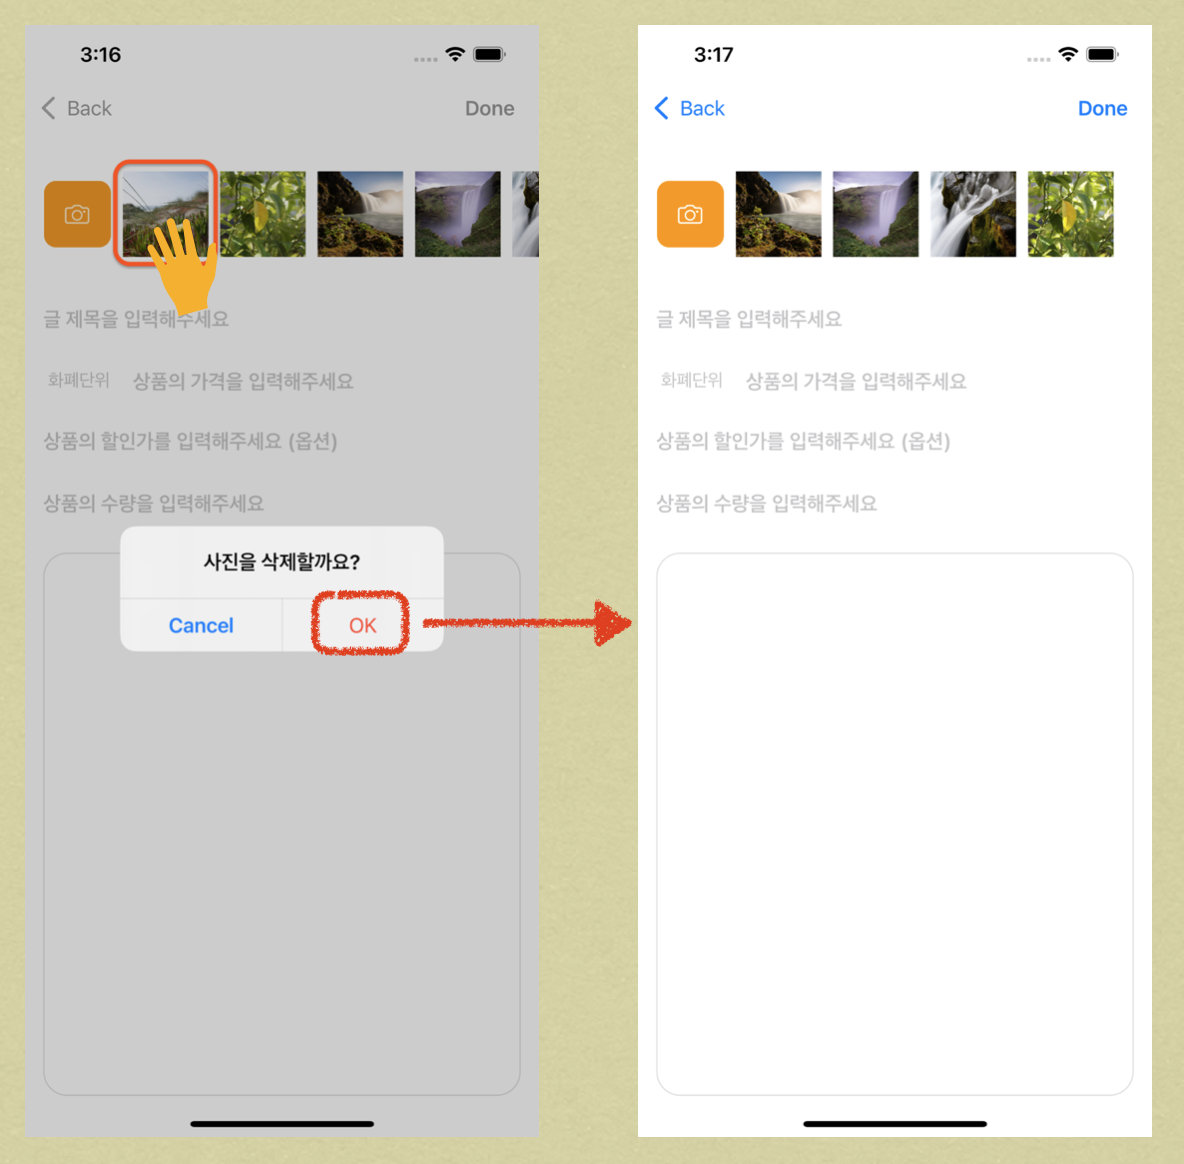 3:16
Back
Done
글 제목을 입력해주세요
화폐단위 상품의 가격을 입력해주세요
상품의 할인가를 입력해주세요 (옵션)
상품의 수량을 입력해주세요
사진을 삭제할까요?
Cancel
OK
3:17
Back
Done
글 제목을 입력해주세요
화폐단위 상품의 가격을 입력해주세요
상품의 할인가를 입력해주세요 (옵션)
상품의 수량을 입력해주세요